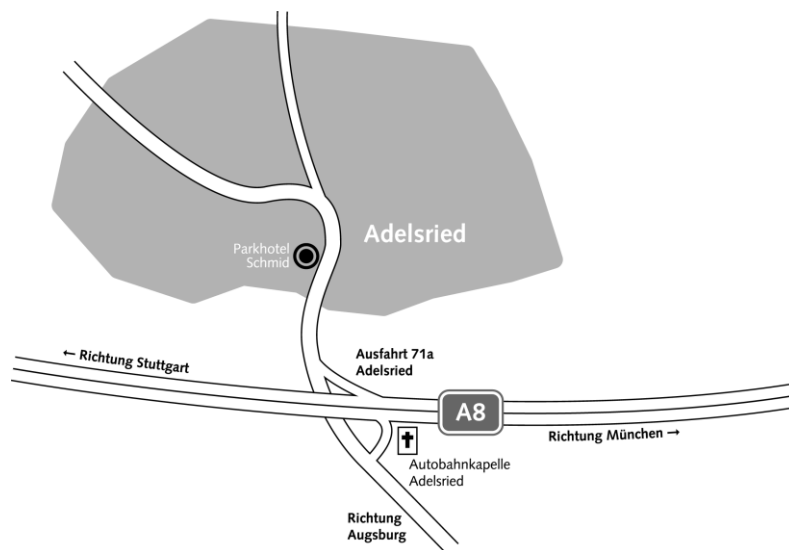 Adelsried
Parkhotel
Schmid
← Richtung Stuttgart
Ausfahrt 71a
Adelsried
A8
Richtung München →
Autobahnkapelle
Adelsried
Richtung
Augsburg